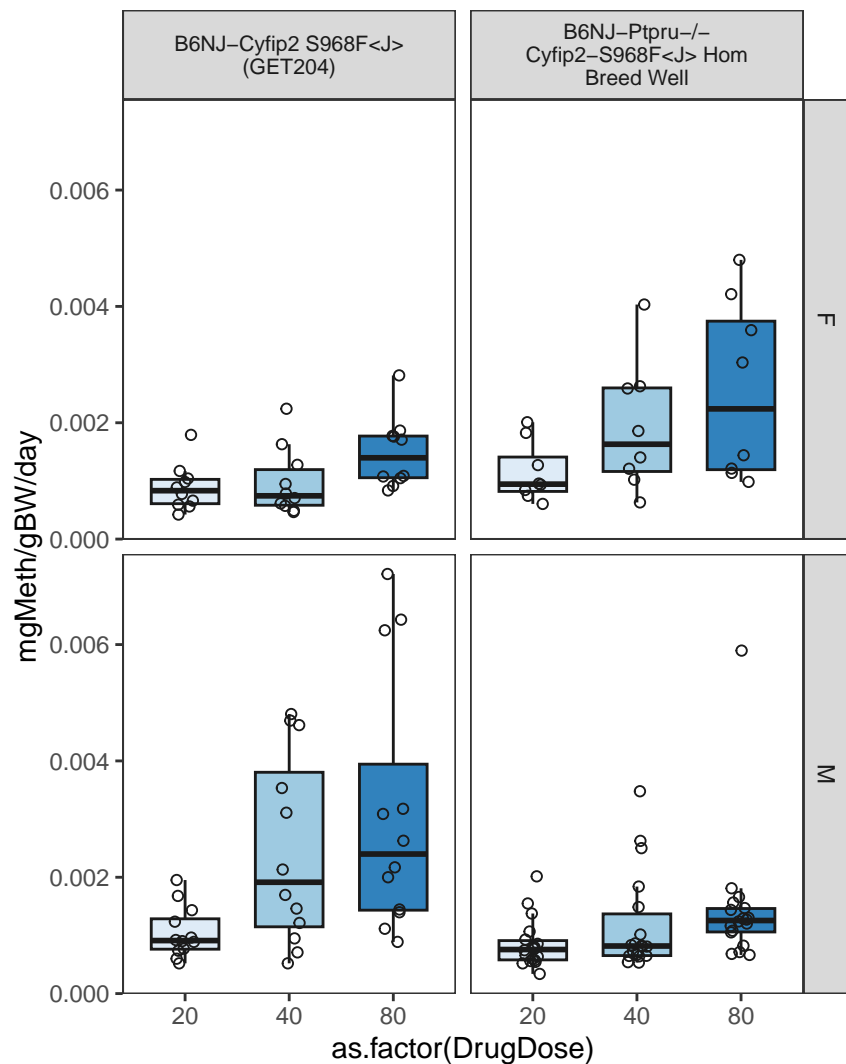 B6NJ−Cyfip2 S968F<J>
(GET204)
B6NJ−Ptpru−/−
Cyfip2−S968F<J> Hom
Breed Well
0.006
0.004
0.002
0.000
F
mgMeth/gBW/day
0.006
0.004
0.002
0.000
M
20
40
80
20
40
80
as.factor(DrugDose)